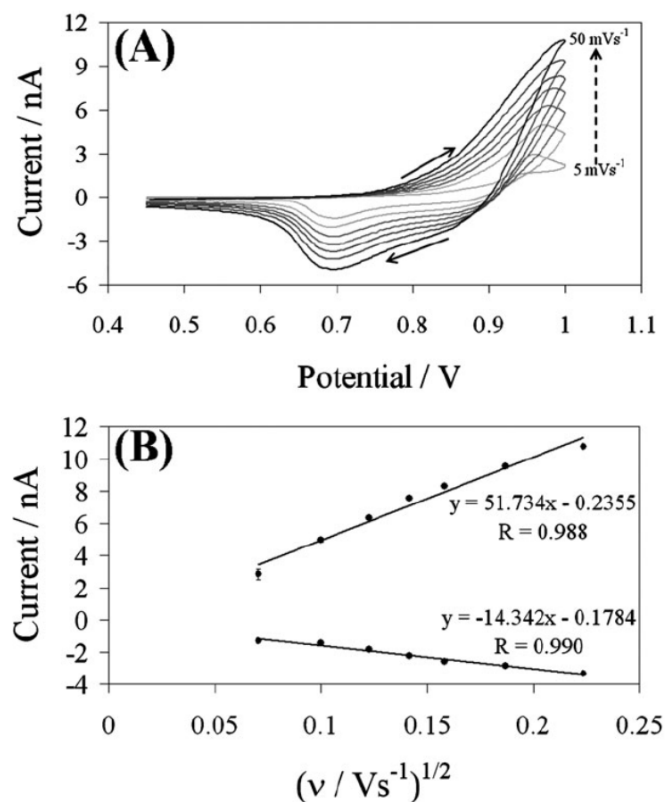 (A)
12
9
6
3
0
-3
-6
Current / nA
50 mVs⁻¹
5 mVs⁻¹
0.4 0.5 0.6 0.7 0.8 0.9 1 1.1
Potential / V
(B)
12
10
8
6
4
2
0
-2
-4
Current / nA
y = 51.734x - 0.2355
R = 0.988
y = -14.342x - 0.1784
R = 0.990
0 0.05 0.1 0.15 0.2 0.25
(ν / Vs⁻¹)¹/²